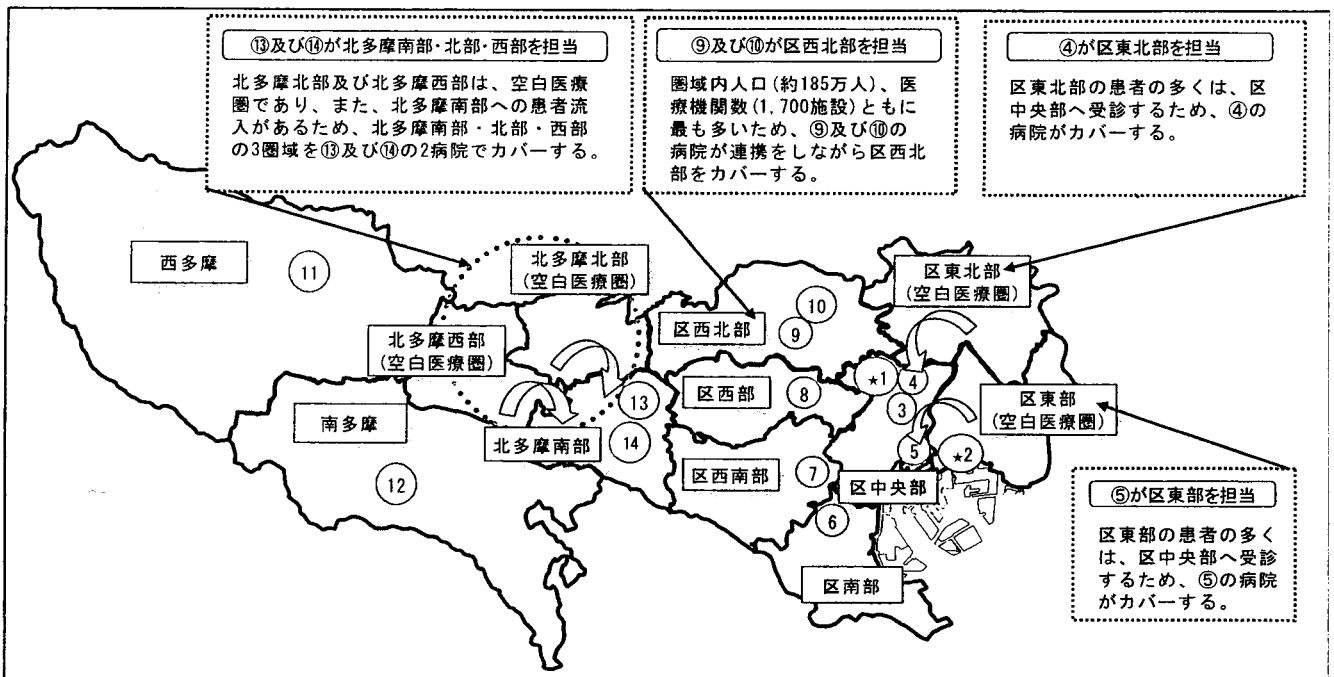 ⑬及び⑭が北多摩南部・北部・西部を担当
北多摩北部及び北多摩西部は、空白医療
圏であり、また、北多摩南部への患者流
入があるため、北多摩南部・北部・西部
の3圏域を⑬及び⑭の2病院でカバーする。
⑨及び⑩が区西北部を担当
圏域内人口(約185万人)、医
療機関数(1,700施設)ともに
最も多いため、⑨及び⑩の
病院が連携をしながら区西北
部をカバーする。
④が区東北部を担当
区東北部の患者の多くは、区
中央部へ受診するため、④の
病院がカバーする。
西多摩
11
北多摩北部
(空白医療圏)
北多摩西部
(空白医療圏)
南多摩
12
北多摩南部
13
14
区西北部
10
9
区西部
8
区西南部
7
6
区南部
区東北部
(空白医療圏)
★1
4
3
5
★2
区中央部
区東部
(空白医療圏)
⑤が区東部を担当
区東部の患者の多く
は、区中央部へ受診
するため、⑤の病院
がカバーする。